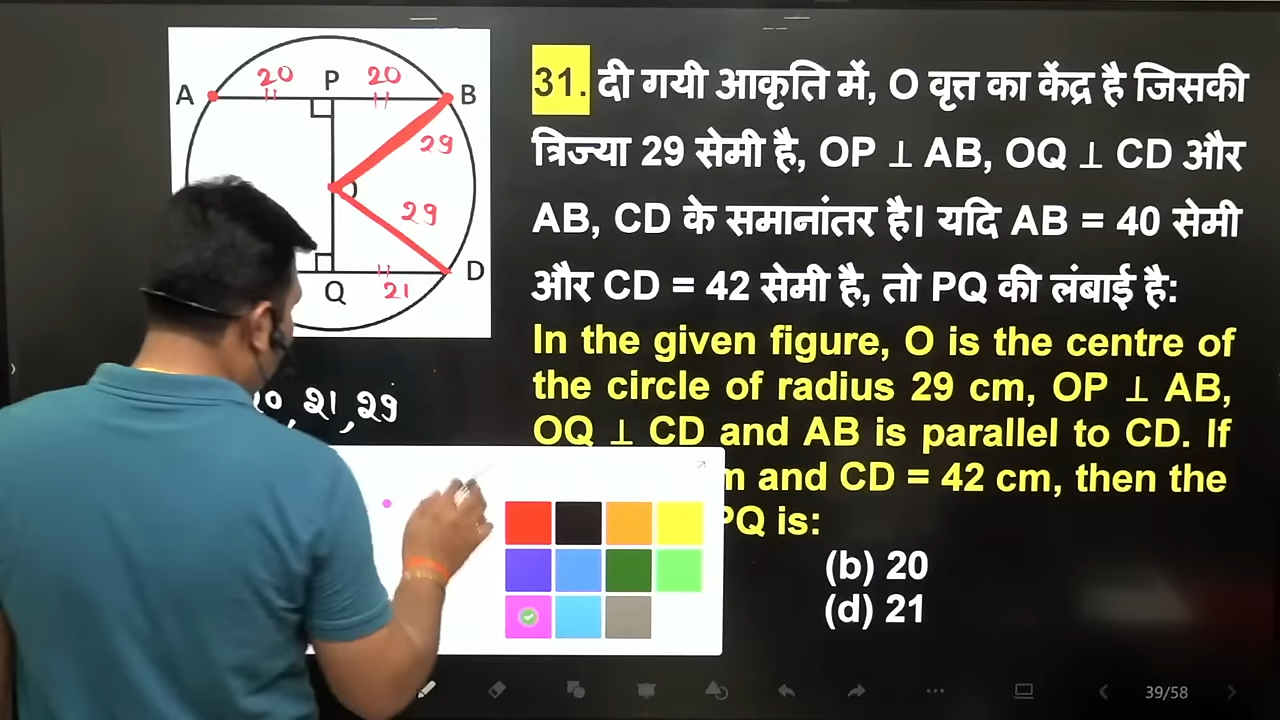 20 P 20
A B
29
29
Q 21 D
, 21, 29
31. दी गयी आकृति में, O वृत्त का केंद्र है जिसकी
त्रिज्या 29 सेमी है, OP ⊥ AB, OQ ⊥ CD और
AB, CD के समानांतर है। यदि AB = 40 सेमी
और CD = 42 सेमी है, तो PQ की लंबाई है:
In the given figure, O is the centre of
the circle of radius 29 cm, OP ⊥ AB,
OQ ⊥ CD and AB is parallel to CD. If
and CD = 42 cm, then the
PQ is:
(b) 20
(d) 21
39/58